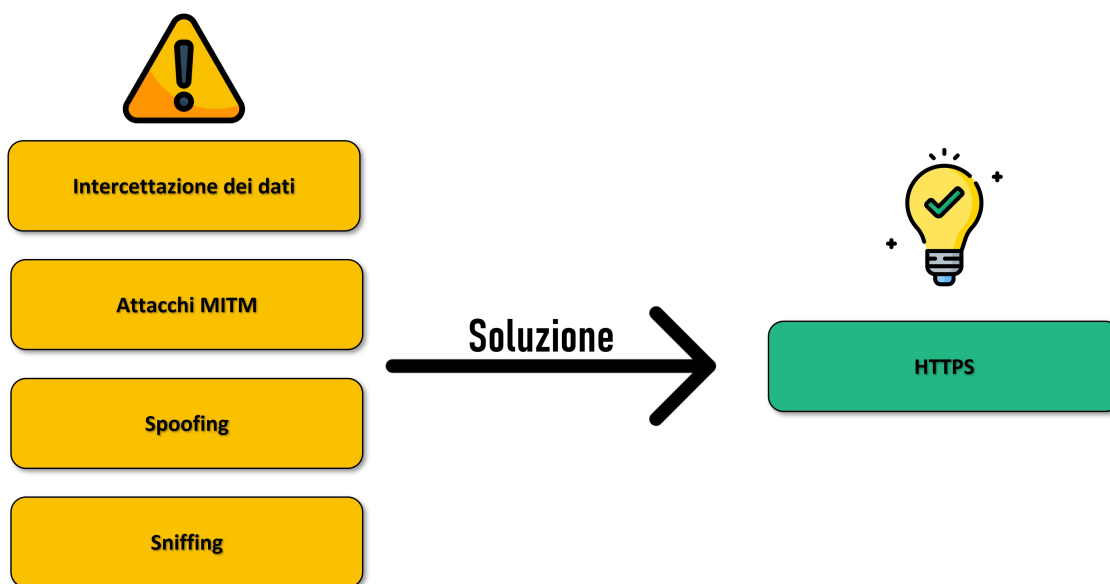 Intercettazione dei dati
Attacchi MITM
Spoofing
Sniffing
Soluzione
HTTPS